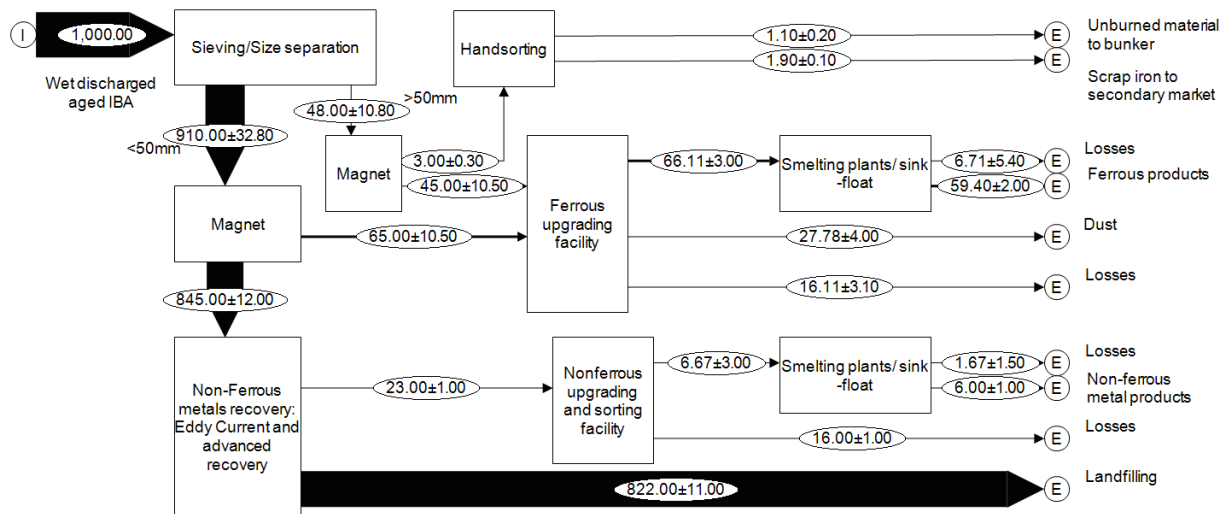 I
1,000.00
Wet discharged
aged IBA
Sieving/Size separation
Handsorting
1.10±0.20
E
Unburned material
to bunker
1.90±0.10
E
Scrap iron to
secondary market
>50mm
48.00±10.80
910.00±32.80
<50mm
Magnet
3.00±0.30
45.00±10.50
Magnet
65.00±10.50
Ferrous
upgrading
facility
66.11±3.00
Smelting plants/ sink
-float
6.71±5.40
E
Losses
59.40±2.00
E
Ferrous products
27.78±4.00
E
Dust
16.11±3.10
E
Losses
845.00±12.00
Non-Ferrous
metals recovery:
Eddy Current and
advanced
recovery
23.00±1.00
Nonferrous
upgrading
and sorting
facility
6.67±3.00
Smelting plants/ sink
-float
1.67±1.50
E
Losses
6.00±1.00
E
Non-ferrous
metal products
16.00±1.00
E
Losses
822.00±11.00
E
Landfilling